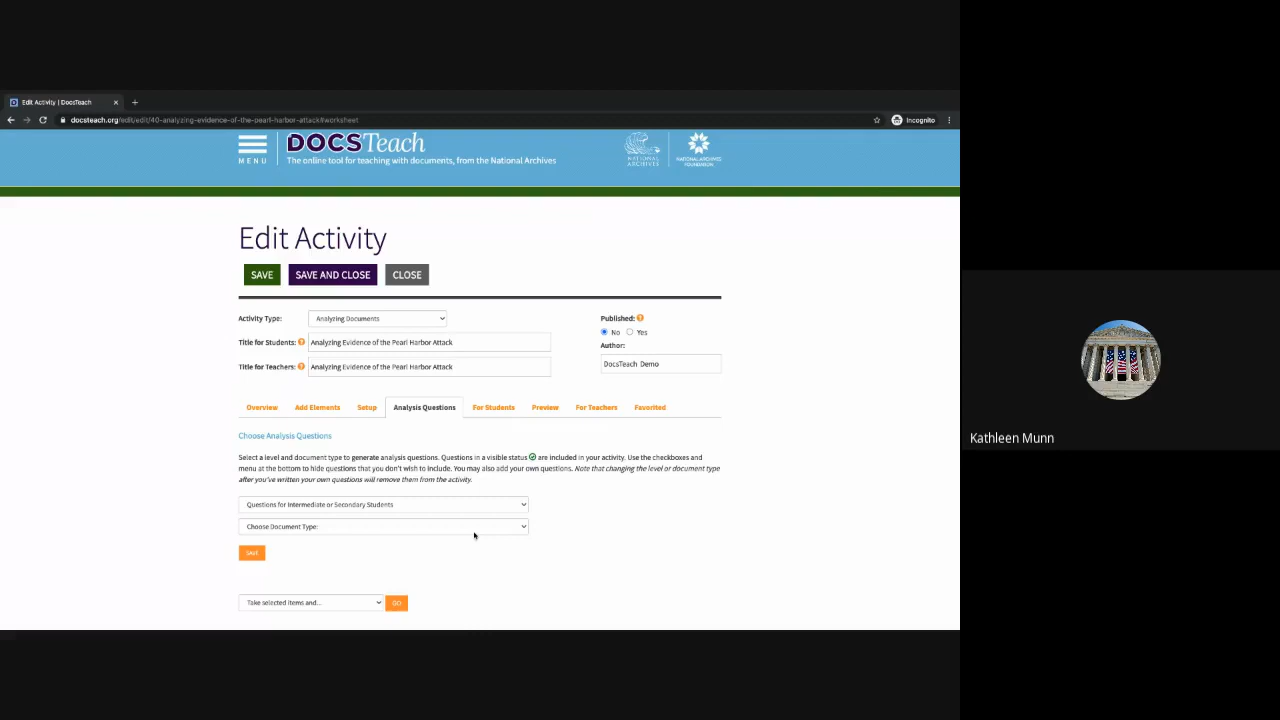 Edit Activity | DocsTeach
docsteach.org/edit/edit/40-analyzing-evidence-of-the-pearl-harbor-attack#worksheet
Incognito
MENU
DOCSTeach
The online tool for teaching with documents, from the National Archives
NATIONAL ARCHIVES
NATIONAL ARCHIVES FOUNDATION
Edit Activity
SAVE
SAVE AND CLOSE
CLOSE
Activity Type: Analyzing Documents
Published:
No Yes
Title for Students: Analyzing Evidence of the Pearl Harbor Attack
Author:
Title for Teachers: Analyzing Evidence of the Pearl Harbor Attack
DocsTeach Demo
Overview Add Elements Setup Analysis Questions For Students Preview For Teachers Favorited
Choose Analysis Questions
Select a level and document type to generate analysis questions. Questions in a visible status are included in your activity. Use the checkboxes and
menu at the bottom to hide questions that you don't wish to include. You may also add your own questions. Note that changing the level or document type
after you've written your own questions will remove them from the activity.
Questions for Intermediate or Secondary Students
Choose Document Type:
SAVE
Take selected items and... GO
Kathleen Munn